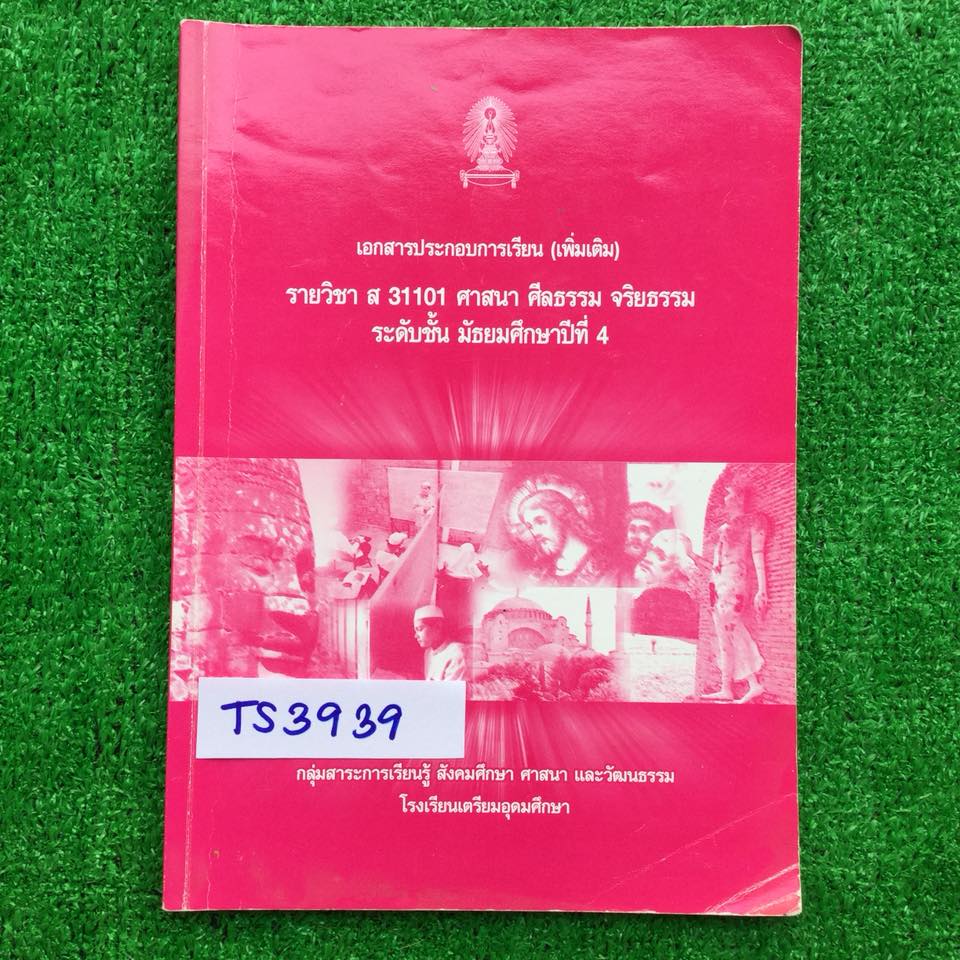 เอกสารประกอบการเรียน (เพิ่มเติม)
รายวิชา ส 31101 ศาสนา ศีลธรรม จริยธรรม
ระดับชั้น มัธยมศึกษาปีที่ 4
TS3939
กลุ่มสาระการเรียนรู้ สังคมศึกษา ศาสนา และวัฒนธรรม
โรงเรียนเตรียมอุดมศึกษา